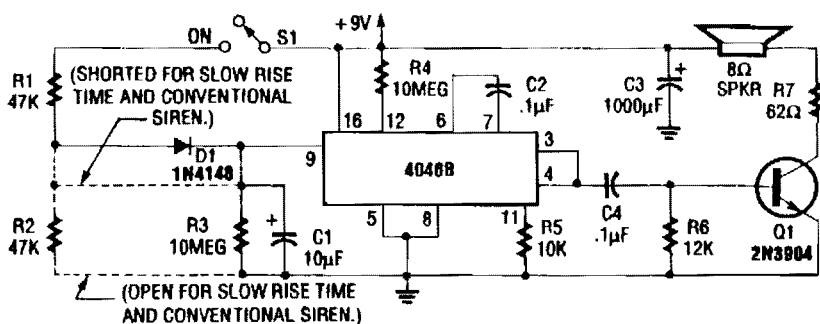 ON
S1
+9V
R1
47K
(SHORTED FOR SLOW RISE
TIME AND CONVENTIONAL
SIREN.)
R4
10MEG
C2
.1µF
C3
1000µF
+
8Ω
SPKR
R7
62Ω
16
12
6
7
9
4046B
3
4
D1
1N4148
5
8
11
R2
47K
R3
10MEG
+
C1
10µF
R5
10K
C4
.1µF
R6
12K
Q1
2N3904
(OPEN FOR SLOW RISE TIME
AND CONVENTIONAL SIREN.)